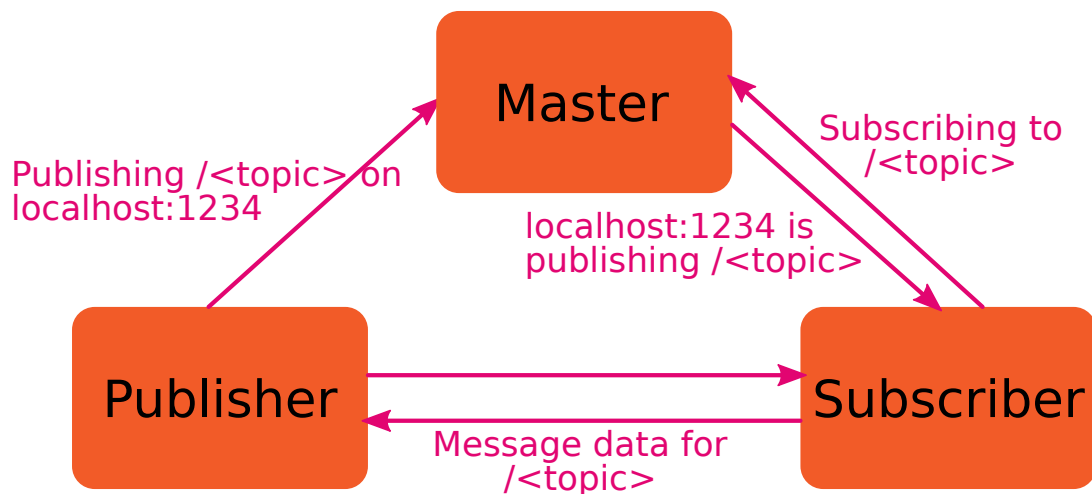 Master
Subscribing to
/<topic>
Publishing /<topic> on
localhost:1234
localhost:1234 is
publishing /<topic>
Publisher
Subscriber
Message data for
/<topic>